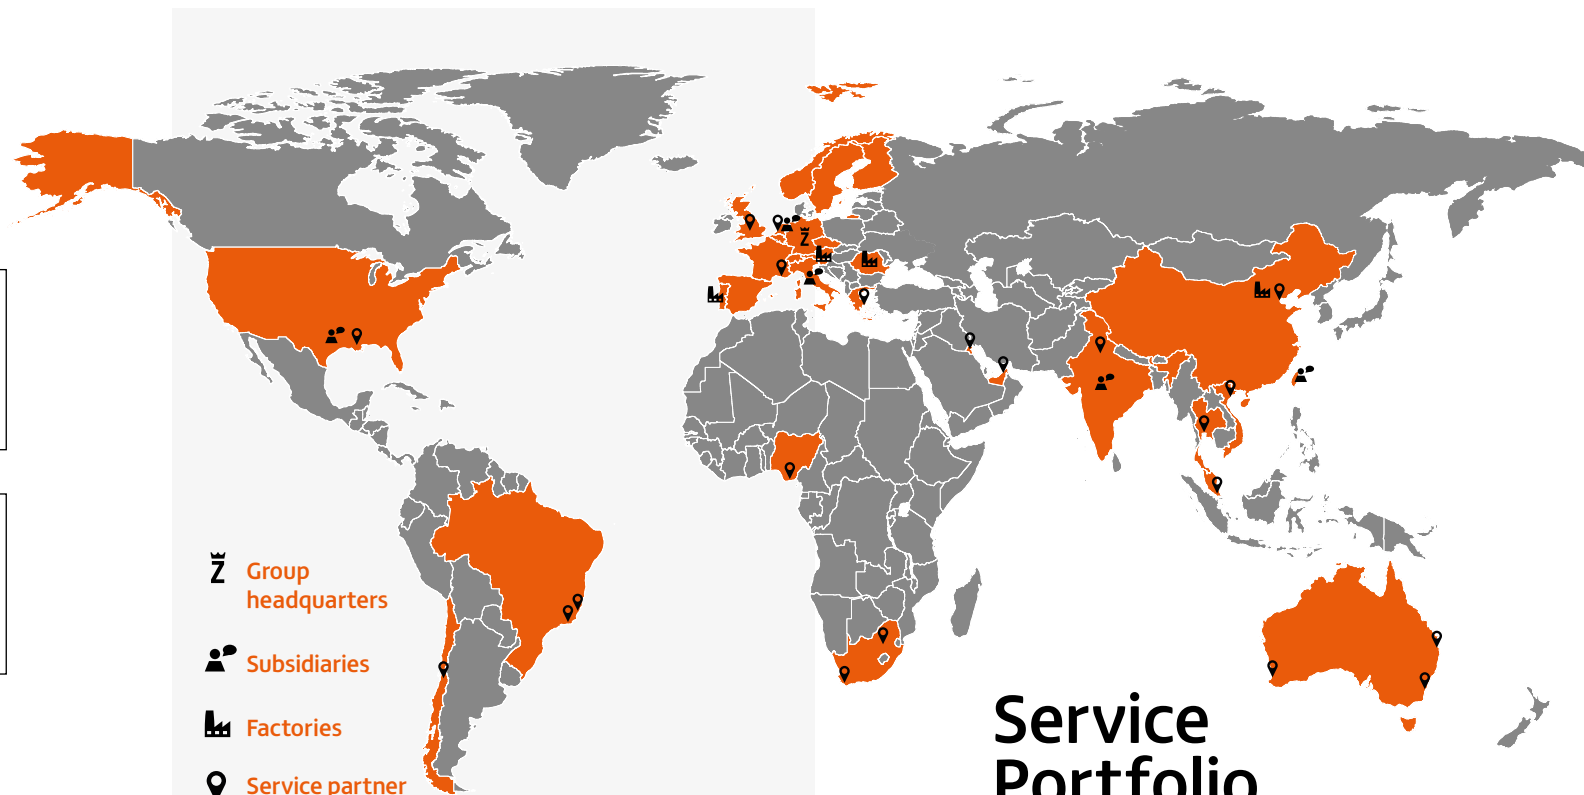 Group
headquarters
Subsidiaries
Factories
Service partner
Service
Portfolio